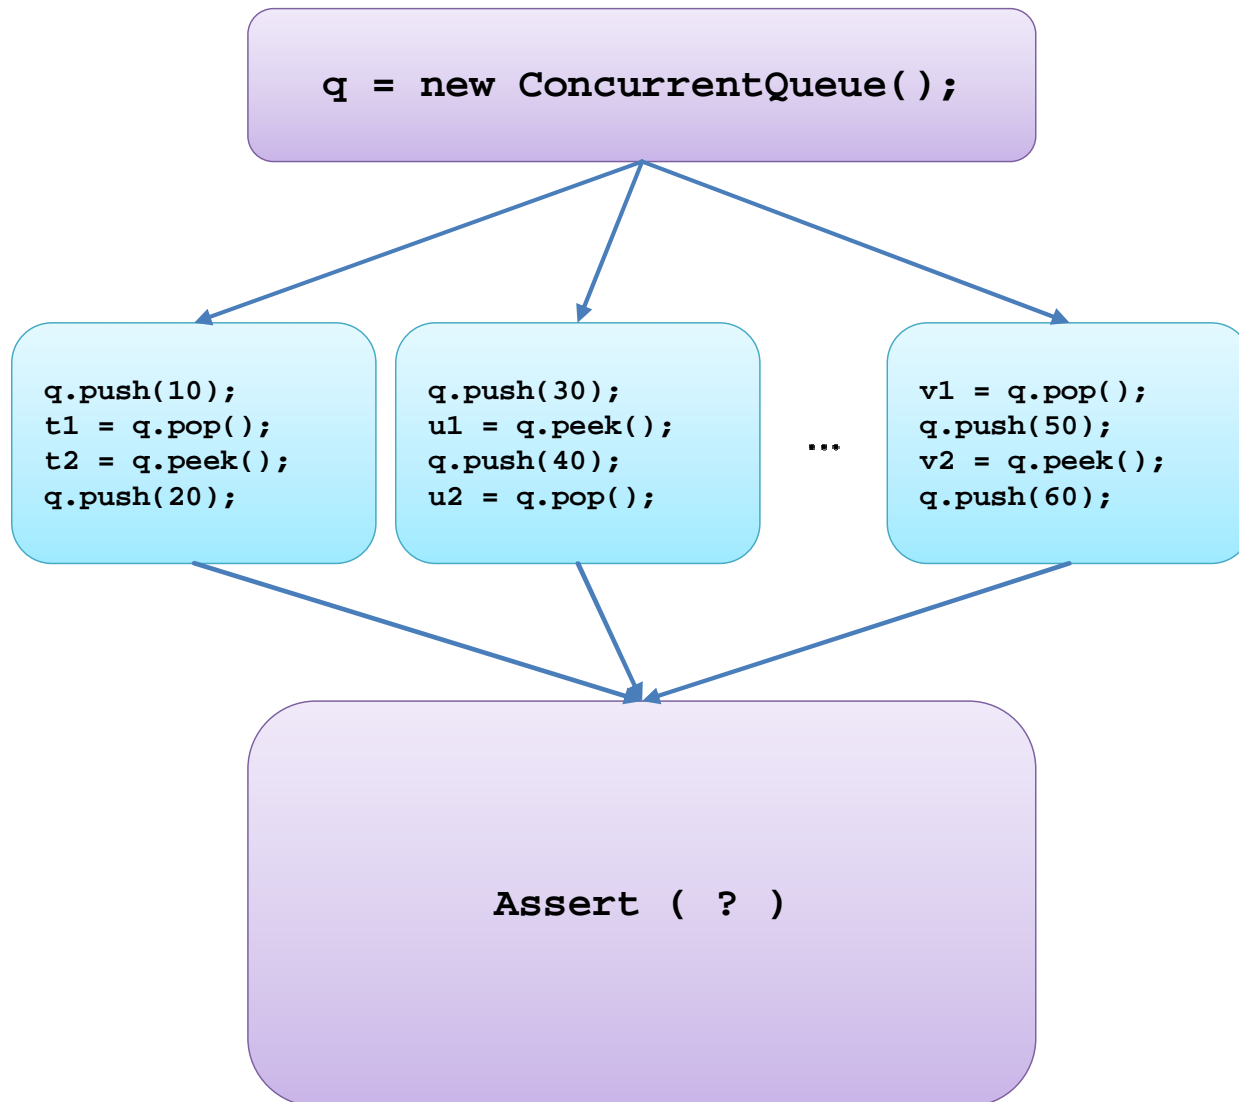 q = new ConcurrentQueue();
q.push(10);
t1 = q.pop();
t2 = q.peek();
q.push(20);
q.push(30);
u1 = q.peek();
q.push(40);
u2 = q.pop();
...
v1 = q.pop();
q.push(50);
v2 = q.peek();
q.push(60);
Assert ( ? )